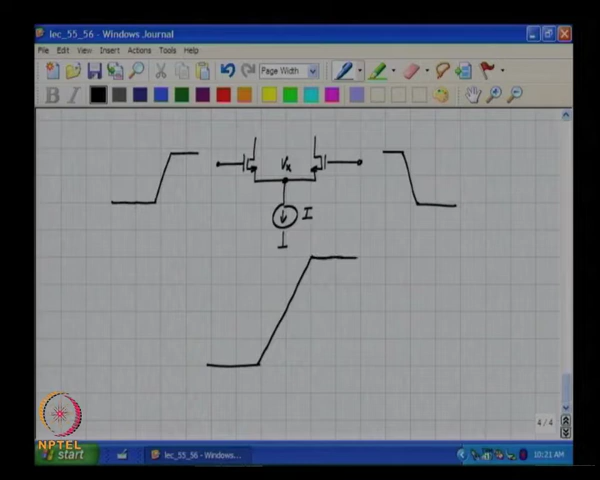 lec_55_56 - Windows Journal
File Edit View Insert Actions Tools Help
Page Width
B I
Vx
I
4/4
NPTEL
start
lec_55_56 - Windows...
10:21 AM